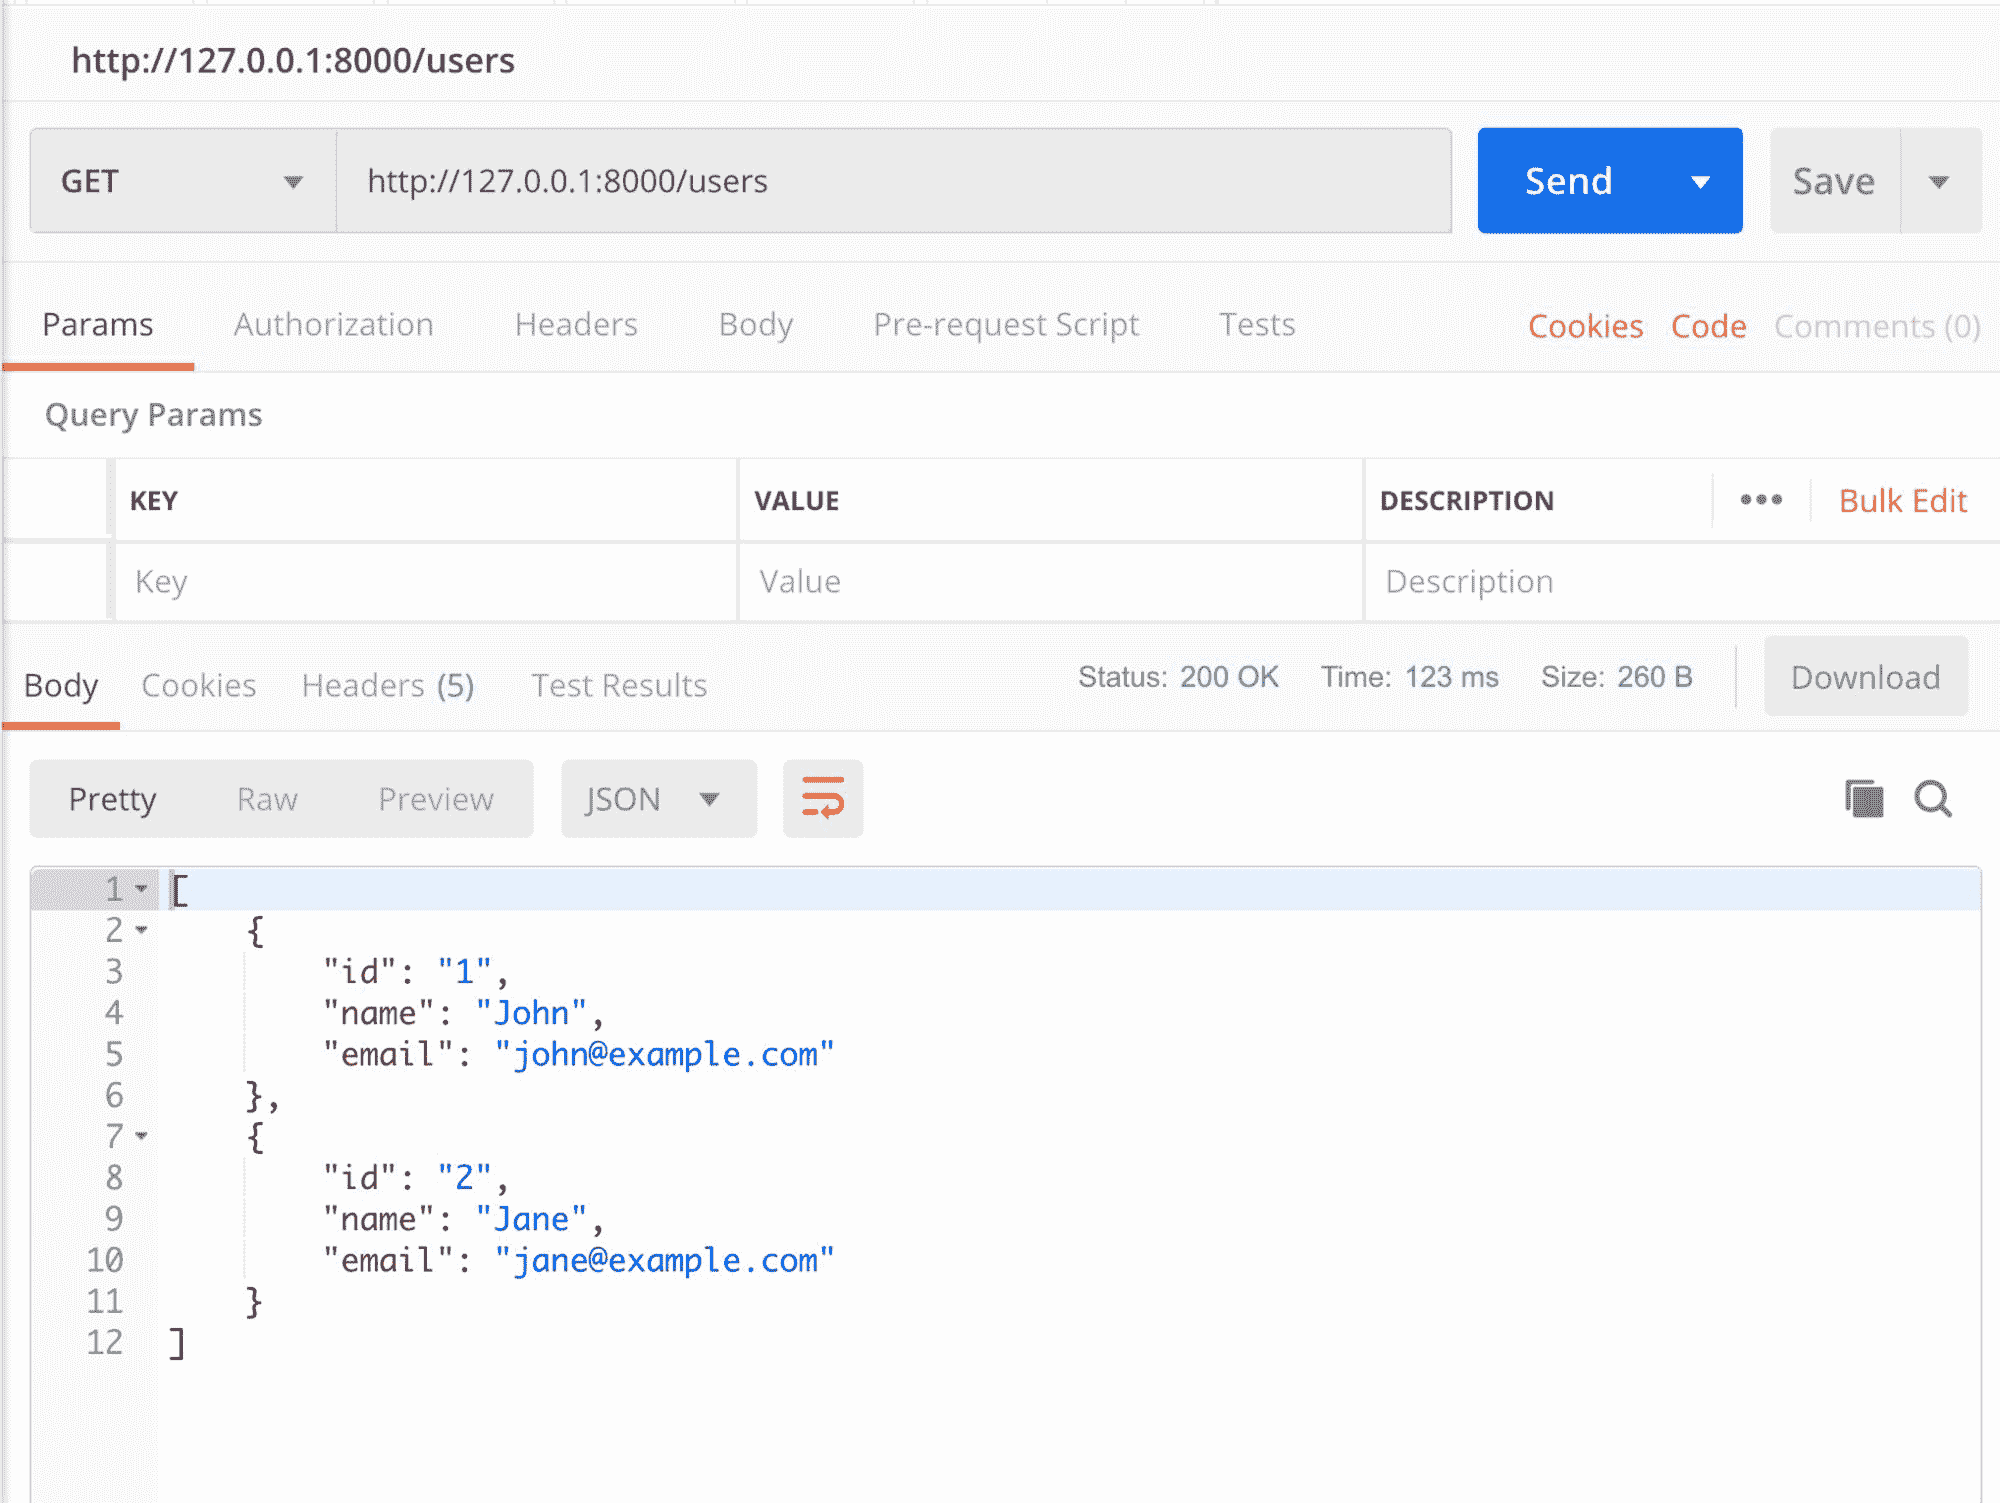 http://127.0.0.1:8000/users
GET http://127.0.0.1:8000/users Send Save
Params Authorization Headers Body Pre-request Script Tests Cookies Code Comments (0)
Query Params
KEY VALUE DESCRIPTION ••• Bulk Edit
Key Value Description
Body Cookies Headers (5) Test Results Status: 200 OK Time: 123 ms Size: 260 B Download
Pretty Raw Preview JSON
1 [
2 {
3 "id": "1",
4 "name": "John",
5 "email": "john@example.com"
6 },
7 {
8 "id": "2",
9 "name": "Jane",
10 "email": "jane@example.com"
11 }
12 ]